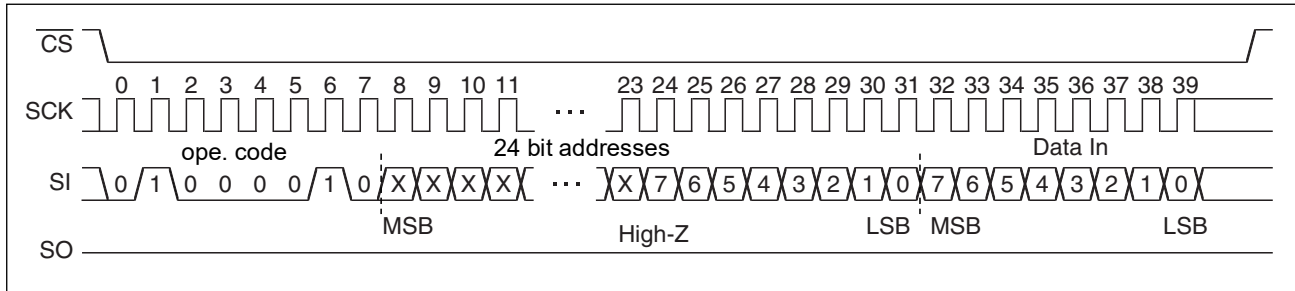 CS
0 1 2 3 4 5 6 7 8 9 10 11 ... 23 24 25 26 27 28 29 30 31 32 33 34 35 36 37 38 39
SCK
ope. code 24 bit addresses Data In
SI 0 1 0 0 0 0 1 0 X X X X ... X 7 6 5 4 3 2 1 0 7 6 5 4 3 2 1 0
MSB High-Z LSB MSB LSB
SO